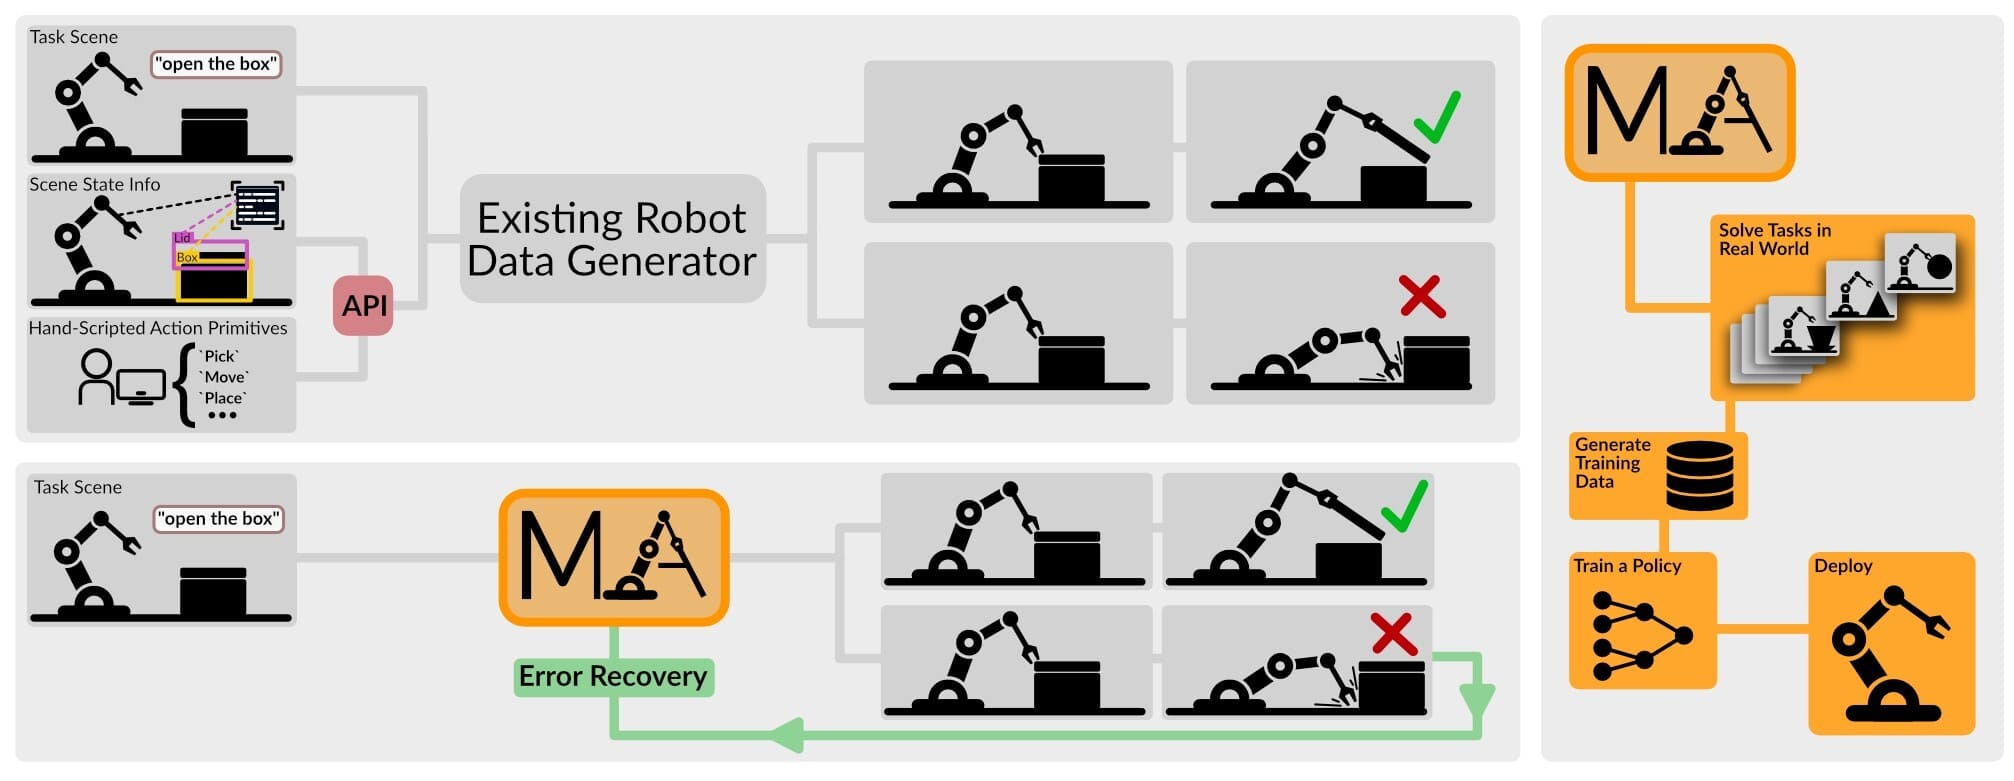 Task Scene
"open the box"
Scene State Info
Lid
Box
Hand-Scripted Action Primitives
`Pick`
`Move`
`Place`
API
Existing Robot
Data Generator
Task Scene
"open the box"
MA
Error Recovery
MA
Solve Tasks in
Real World
Generate
Training
Data
Train a Policy
Deploy